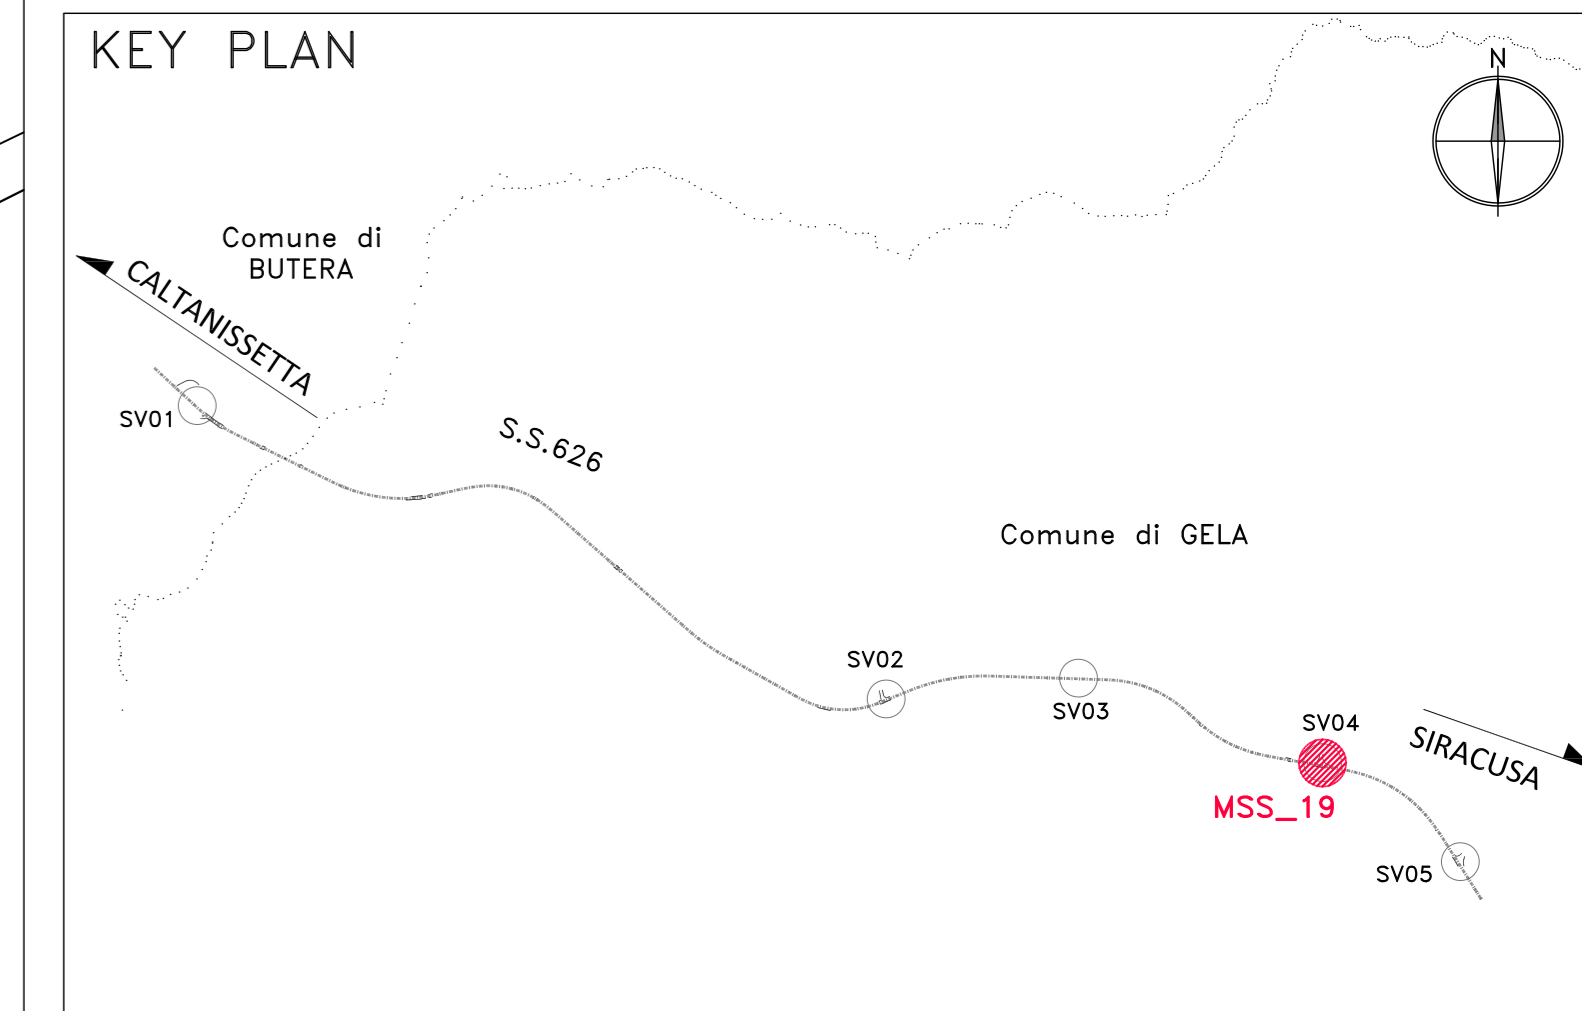 KEY PLAN
N
Comune di
BUTERA
CALTANISSETTA
SV01
S.S.626
Comune di GELA
SV02
SV03
SV04
SIRACUSA
MSS_19
SV05